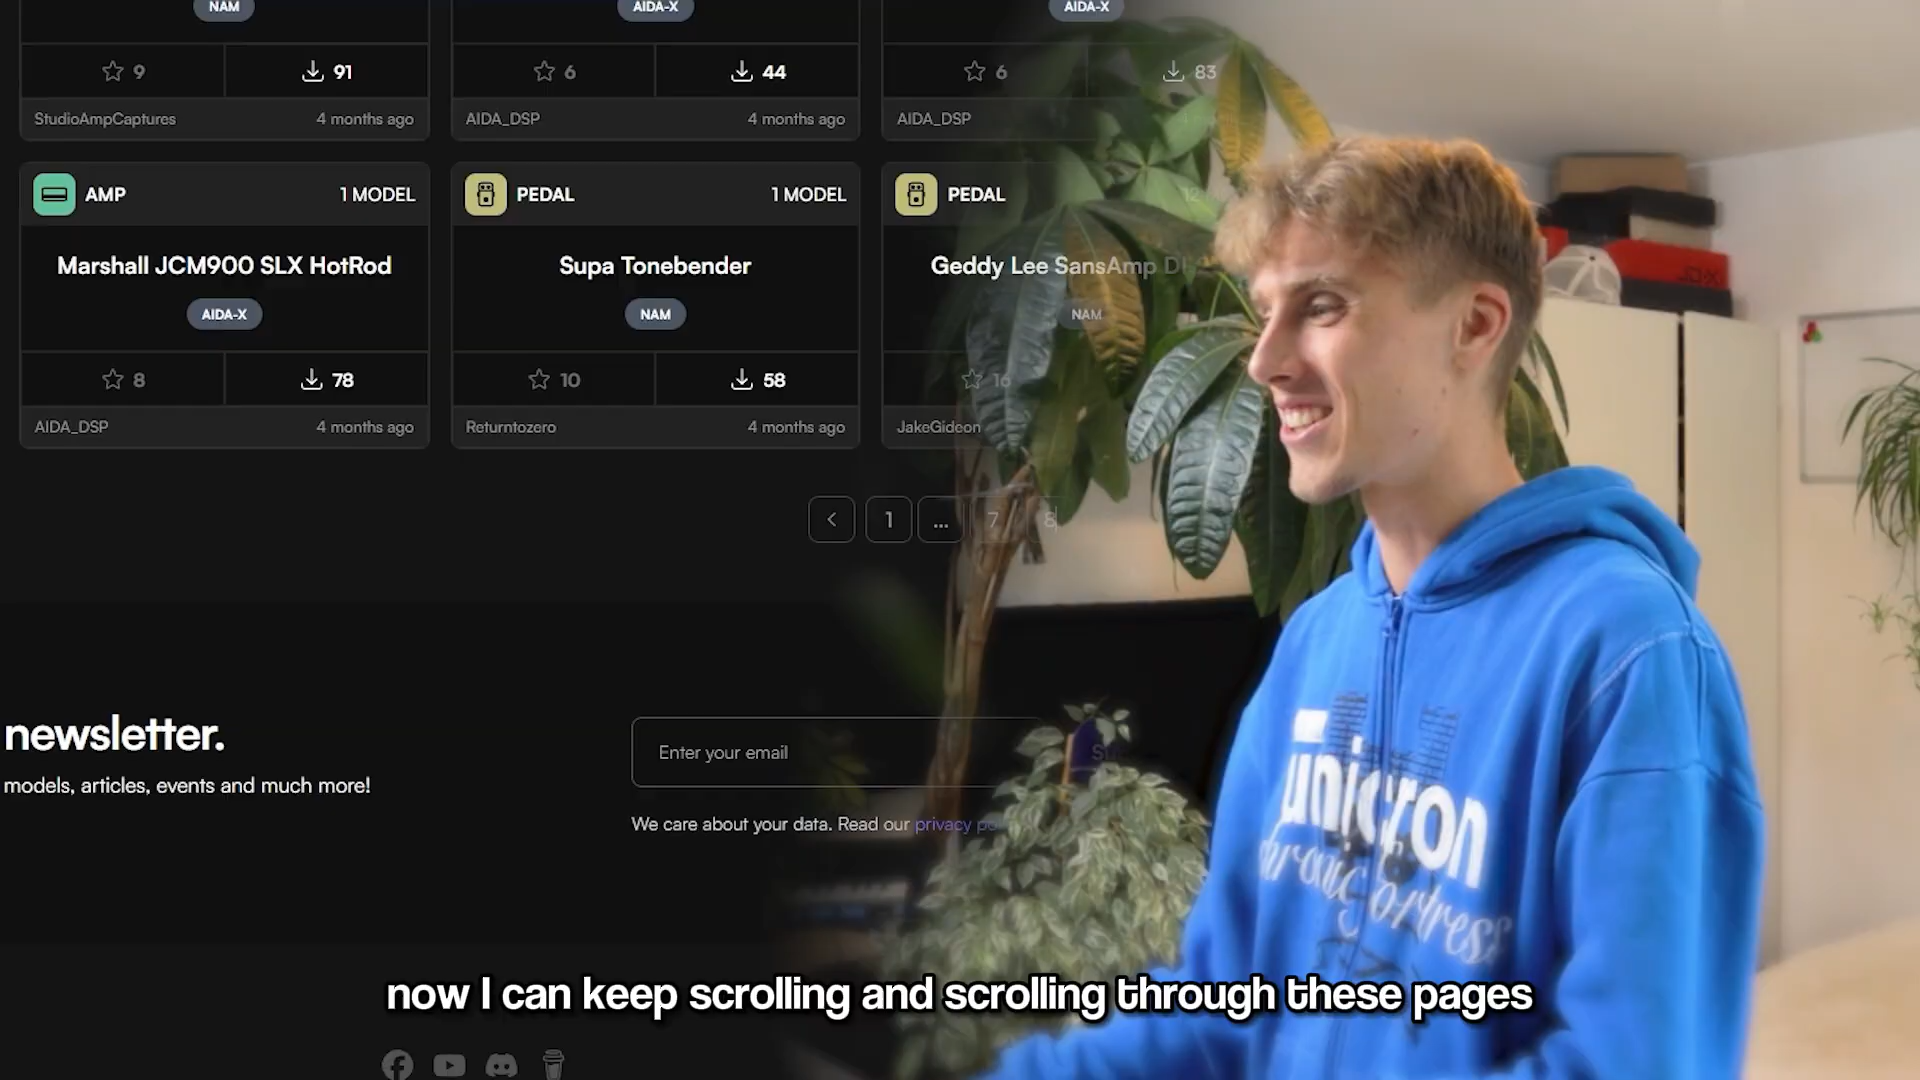 NAM
AIDA-X
AIDA-X
9
91
6
44
6
83
StudioAmpCaptures
4 months ago
AIDA_DSP
4 months ago
AIDA_DSP
AMP
1 MODEL
PEDAL
1 MODEL
PEDAL
Marshall JCM900 SLX HotRod
Supa Tonebender
Geddy Lee SansAmp
AIDA-X
NAM
NAM
8
78
10
58
16
AIDA_DSP
4 months ago
Returntozero
4 months ago
JakeGideon
1
...
7
8
newsletter.
models, articles, events and much more!
Enter your email
We care about your data. Read our privacy
unicron
fortress
now I can keep scrolling and scrolling through these pages